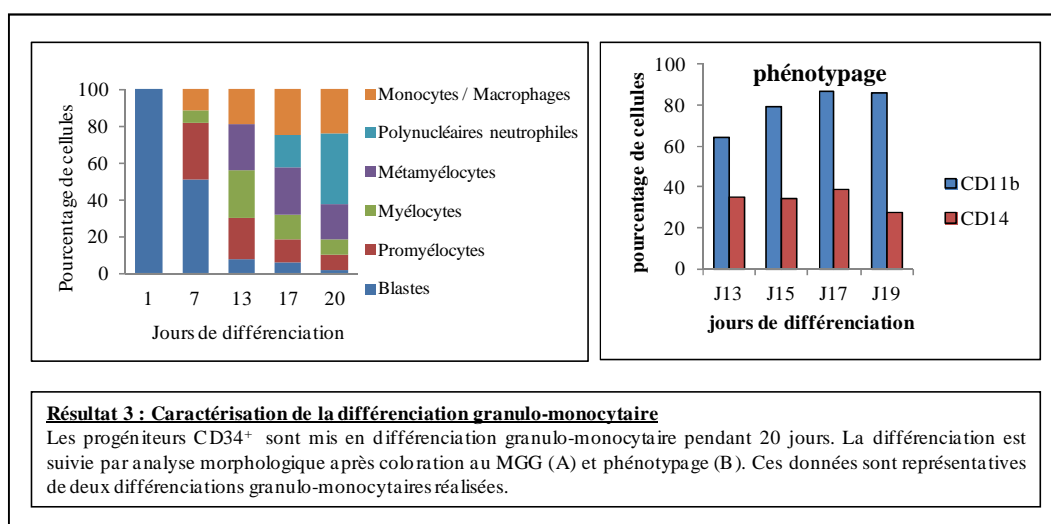 100
80
60
40
20
0
Pourcentage de cellules
1 7 13 17 20
Jours de différenciation
Monocytes / Macrophages
Polynucléaires neutrophiles
Métamyélocytes
Myélocytes
Promyélocytes
Blastes
phénotypage
100
80
60
40
20
0
pourcentage de cellules
J13 J15 J17 J19
jours de différenciation
CD11b
CD14
Résultat 3 : Caractérisation de la différenciation granulo-monocytaire
Les progéniteurs CD34+ sont mis en différenciation granulo-monocytaire pendant 20 jours. La différenciation est
suivie par analyse morphologique après coloration au MGG (A) et phénotypage (B). Ces données sont représentatives
de deux différenciations granulo-monocytaires réalisées.